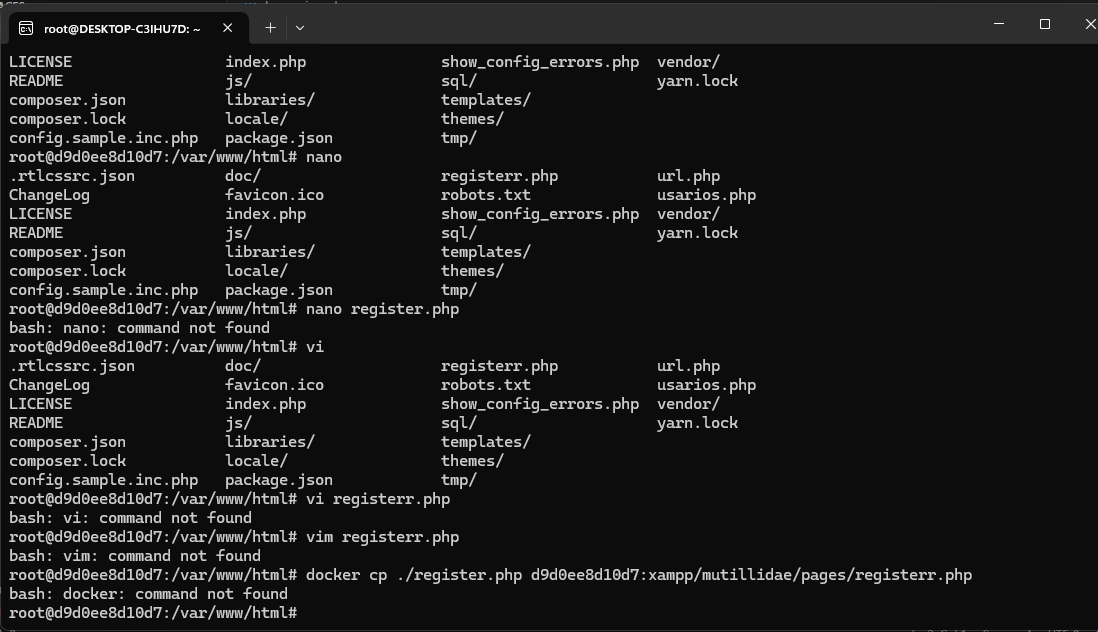 root@DESKTOP-C3IHU7D: ~
LICENSE index.php show_config_errors.php vendor/
README js/ sql/ yarn.lock
composer.json libraries/ templates/
composer.lock locale/ themes/
config.sample.inc.php package.json tmp/
root@d9d0ee8d10d7:/var/www/html# nano
.rtlcssrc.json doc/ registerr.php url.php
ChangeLog favicon.ico robots.txt usarios.php
LICENSE index.php show_config_errors.php vendor/
README js/ sql/ yarn.lock
composer.json libraries/ templates/
composer.lock locale/ themes/
config.sample.inc.php package.json tmp/
root@d9d0ee8d10d7:/var/www/html# nano register.php
bash: nano: command not found
root@d9d0ee8d10d7:/var/www/html# vi
.rtlcssrc.json doc/ registerr.php url.php
ChangeLog favicon.ico robots.txt usarios.php
LICENSE index.php show_config_errors.php vendor/
README js/ sql/ yarn.lock
composer.json libraries/ templates/
composer.lock locale/ themes/
config.sample.inc.php package.json tmp/
root@d9d0ee8d10d7:/var/www/html# vi registerr.php
bash: vi: command not found
root@d9d0ee8d10d7:/var/www/html# vim registerr.php
bash: vim: command not found
root@d9d0ee8d10d7:/var/www/html# docker cp ./register.php d9d0ee8d10d7:xampp/mutillidae/pages/registerr.php
bash: docker: command not found
root@d9d0ee8d10d7:/var/www/html#